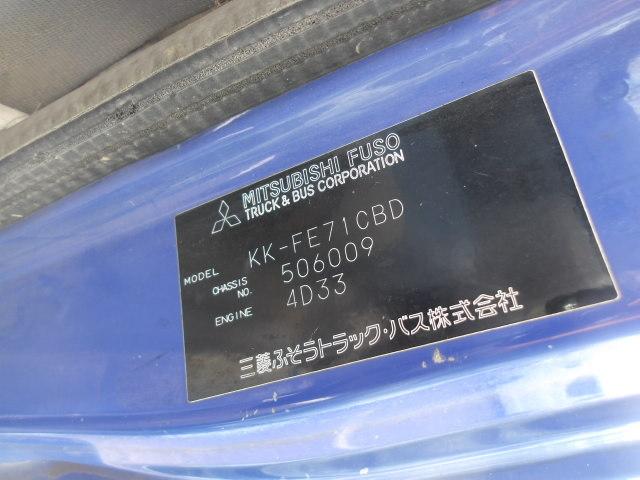 MITSUBISHI FUSO
TRUCK & BUS CORPORATION
MODEL KK-FE71CBD
CHASSIS NO. 506009
ENGINE 4D33
三菱ふそうトラック・バス株式会社